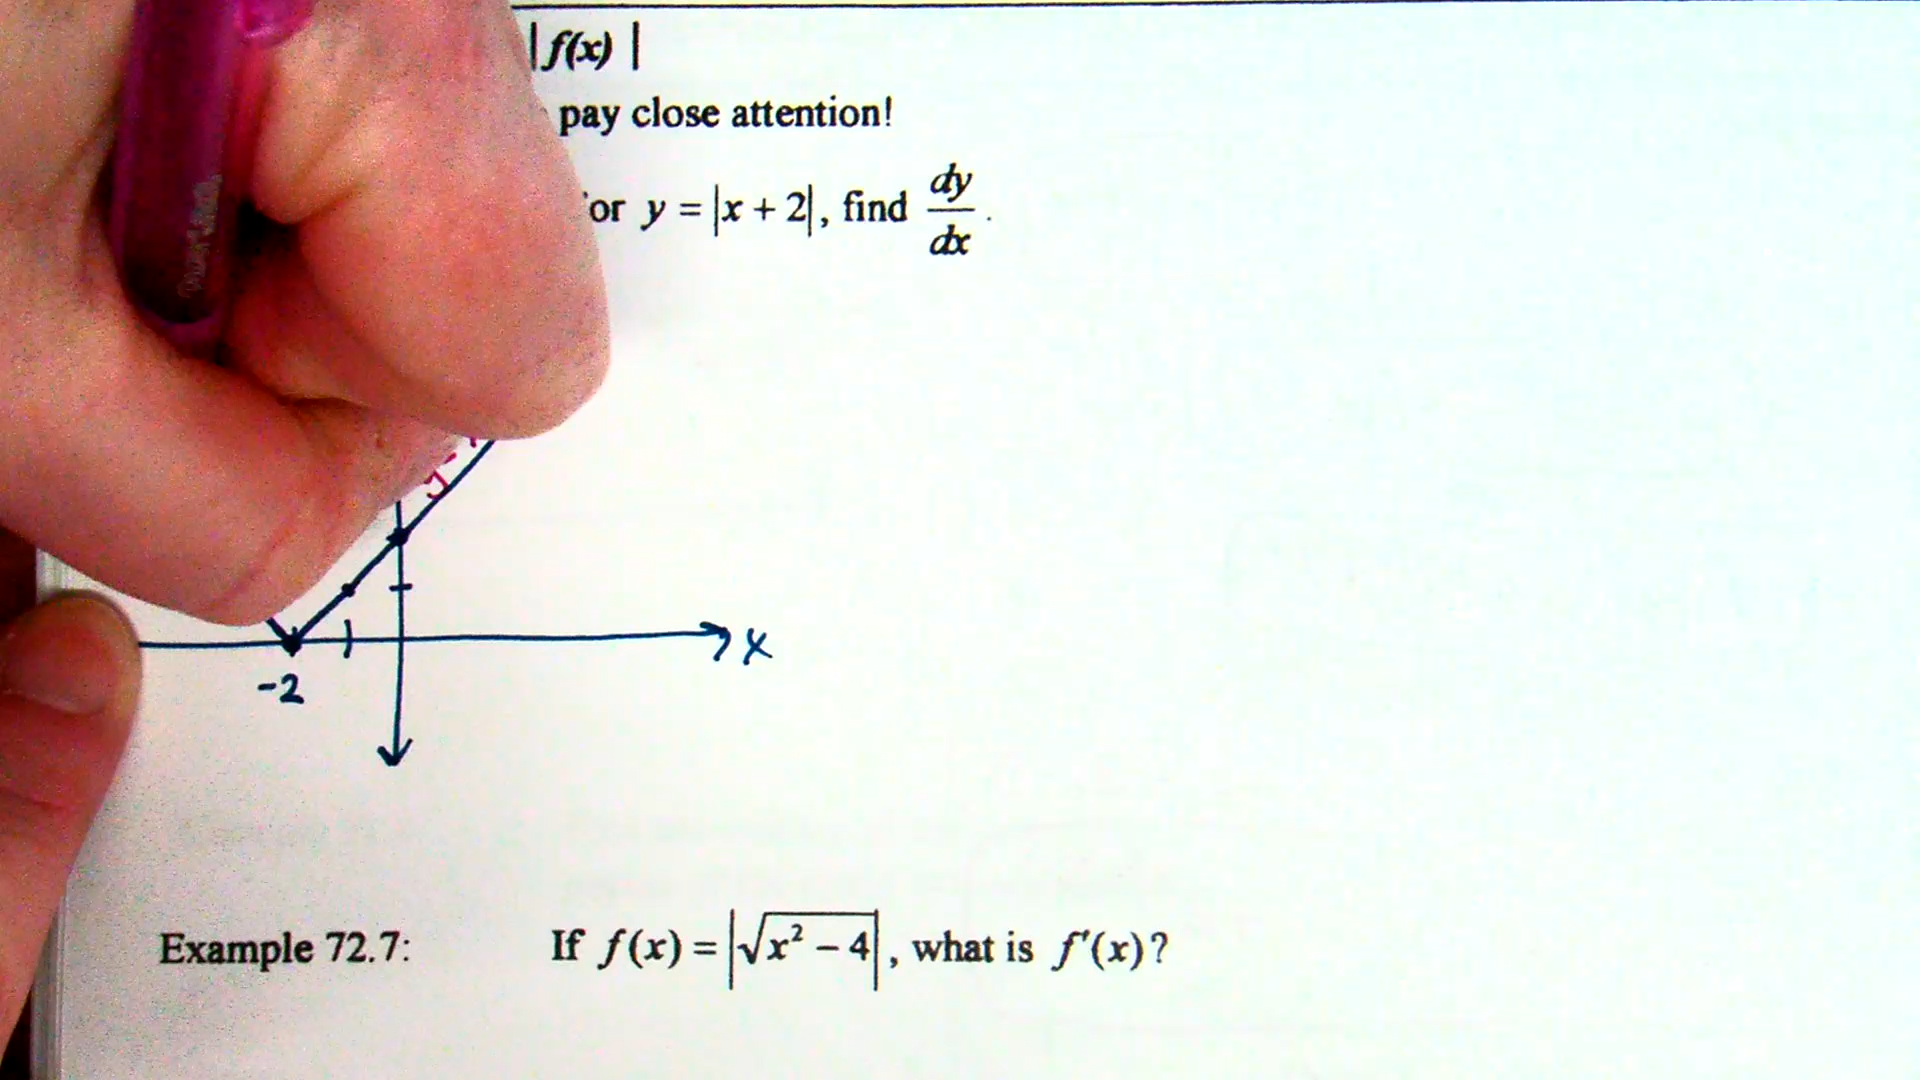 |f(x)|
pay close attention!
or y = |x + 2|, find dy/dx.
x
-2
Example 72.7: If f(x) = |√(x² – 4)|, what is f′(x)?